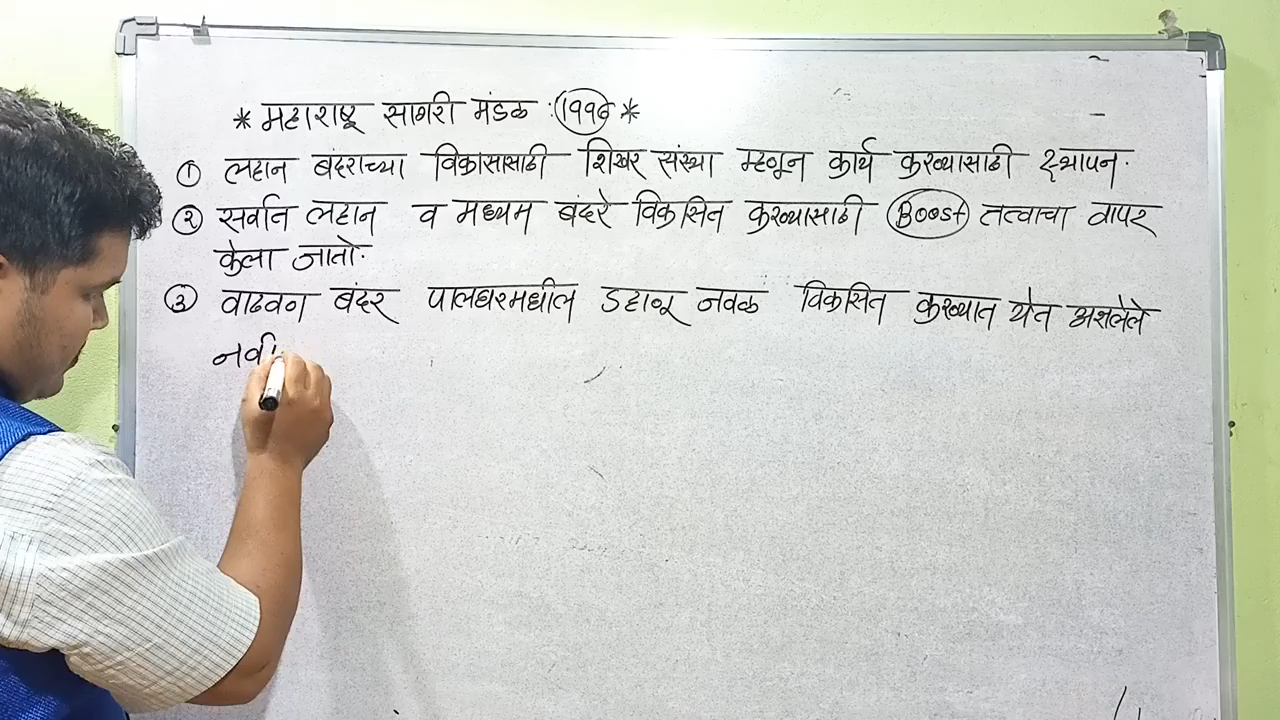 * महाराष्ट्र सागरी मंडळ : १९९६ *
① लहान बंदराच्या विकासासाठी शिखर संस्था म्हणून कार्य करण्यासाठी स्थापन.
② सर्वात लहान व मध्यम बंदरे विकसित करण्यासाठी Boost तत्वाचा वापर
केला जातो.
③ वाढवण बंदर पालघरमधील डहाणू जवळ विकसित करण्यात येत असलेले
नवी